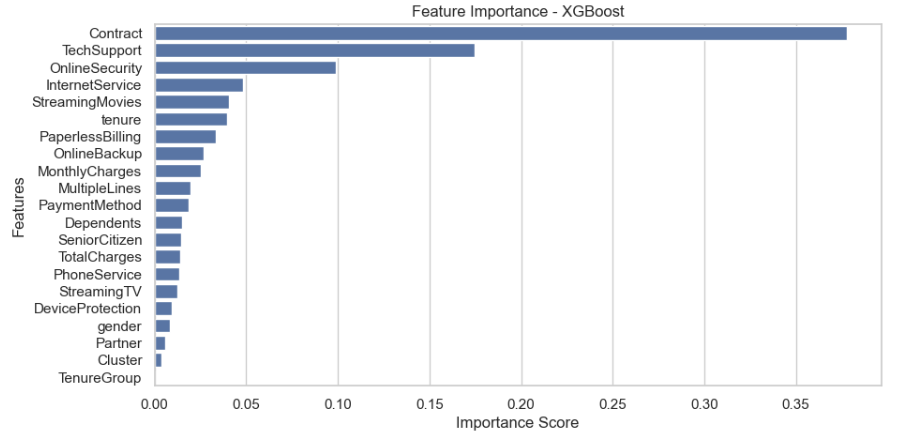 Feature Importance - XGBoost
Features
Contract
TechSupport
OnlineSecurity
InternetService
StreamingMovies
tenure
PaperlessBilling
OnlineBackup
MonthlyCharges
MultipleLines
PaymentMethod
Dependents
SeniorCitizen
TotalCharges
PhoneService
StreamingTV
DeviceProtection
gender
Partner
Cluster
TenureGroup
0.00 0.05 0.10 0.15 0.20 0.25 0.30 0.35
Importance Score